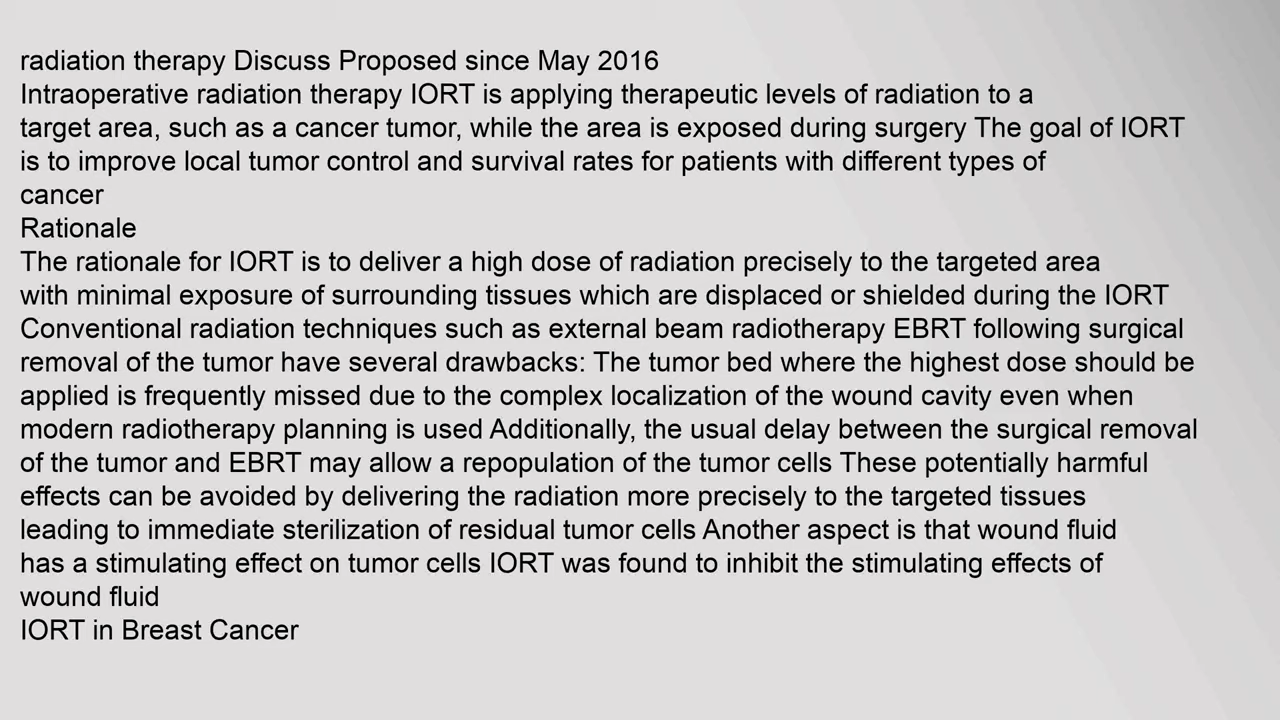 radiation therapy Discuss Proposed since May 2016
Intraoperative radiation therapy IORT is applying therapeutic levels of radiation to a
target area, such as a cancer tumor, while the area is exposed during surgery The goal of IORT
is to improve local tumor control and survival rates for patients with different types of
cancer
Rationale
The rationale for IORT is to deliver a high dose of radiation precisely to the targeted area
with minimal exposure of surrounding tissues which are displaced or shielded during the IORT
Conventional radiation techniques such as external beam radiotherapy EBRT following surgical
removal of the tumor have several drawbacks: The tumor bed where the highest dose should be
applied is frequently missed due to the complex localization of the wound cavity even when
modern radiotherapy planning is used Additionally, the usual delay between the surgical removal
of the tumor and EBRT may allow a repopulation of the tumor cells These potentially harmful
effects can be avoided by delivering the radiation more precisely to the targeted tissues
leading to immediate sterilization of residual tumor cells Another aspect is that wound fluid
has a stimulating effect on tumor cells IORT was found to inhibit the stimulating effects of
wound fluid
IORT in Breast Cancer